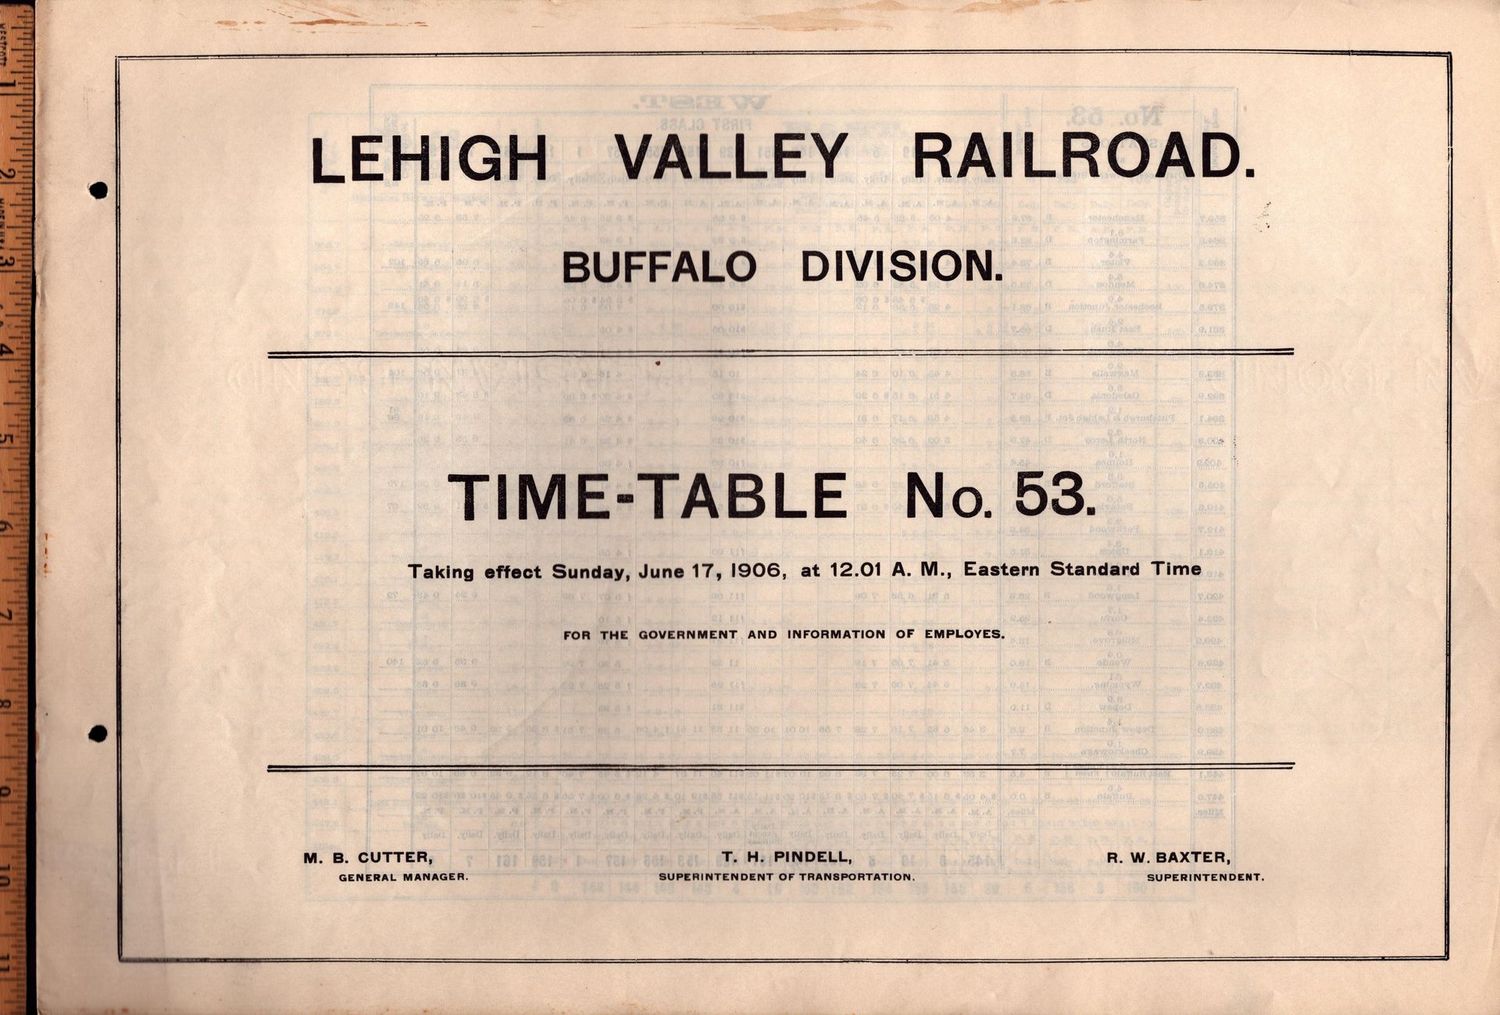 LEHIGH VALLEY RAILROAD.
BUFFALO DIVISION.
TIME-TABLE No. 53.
Taking effect Sunday, June 17, 1906, at 12.01 A. M., Eastern Standard Time
FOR THE GOVERNMENT AND INFORMATION OF EMPLOYES.
M. B. CUTTER,
GENERAL MANAGER.
T. H. PINDELL,
SUPERINTENDENT OF TRANSPORTATION.
R. W. BAXTER,
SUPERINTENDENT.